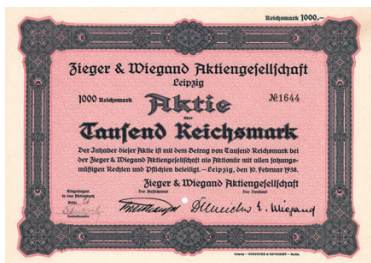 Reichsmark 1000.–
Zieger & Wiegand Aktiengesellschaft
Leipzig
1000 Reichsmark
Aktie
№ 1644
über
Tausend Reichsmark
Der Inhaber dieser Aktie ist mit dem Betrag von Tausend Reichsmark bei
der Zieger & Wiegand Aktiengesellschaft als Aktionär mit allen satzungs-
mäßigen Rechten und Pflichten beteiligt. – Leipzig, den 10. Februar 1938.
Zieger & Wiegand Aktiengesellschaft
Eingetragen
Der Aufsichtsrat
Der Vorstand
E. Wiegand